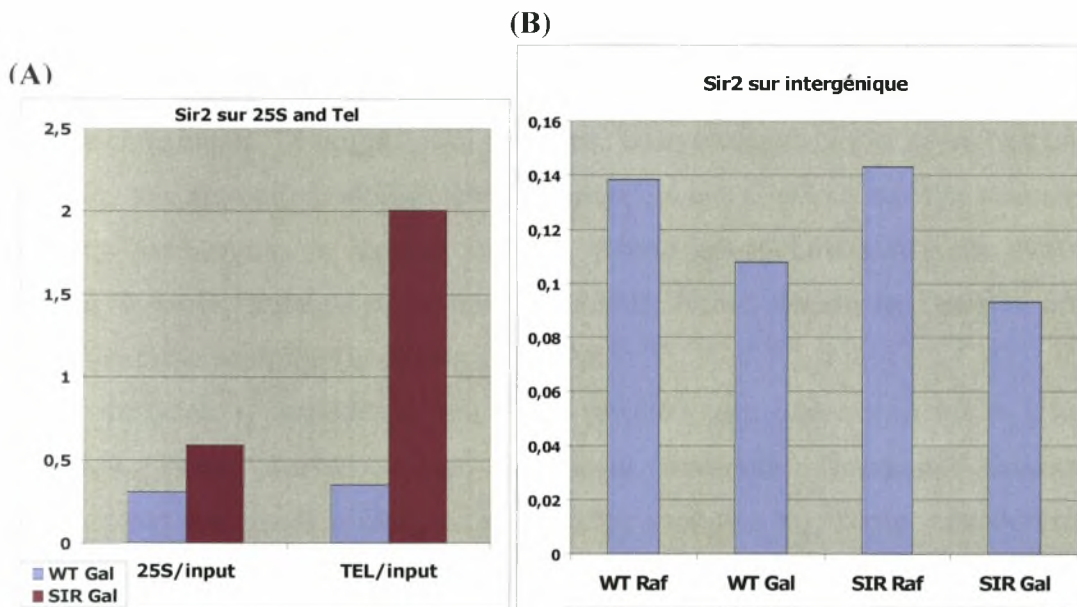 (A)
Sir2 sur 25S and Tel
2,5
2
1,5
1
0,5
0
25S/input TEL/input
WT Gal
SIR Gal
(B)
Sir2 sur intergénique
0,16
0,14
0,12
0,1
0,08
0,06
0,04
0,02
0
WT Raf WT Gal SIR Raf SIR Gal